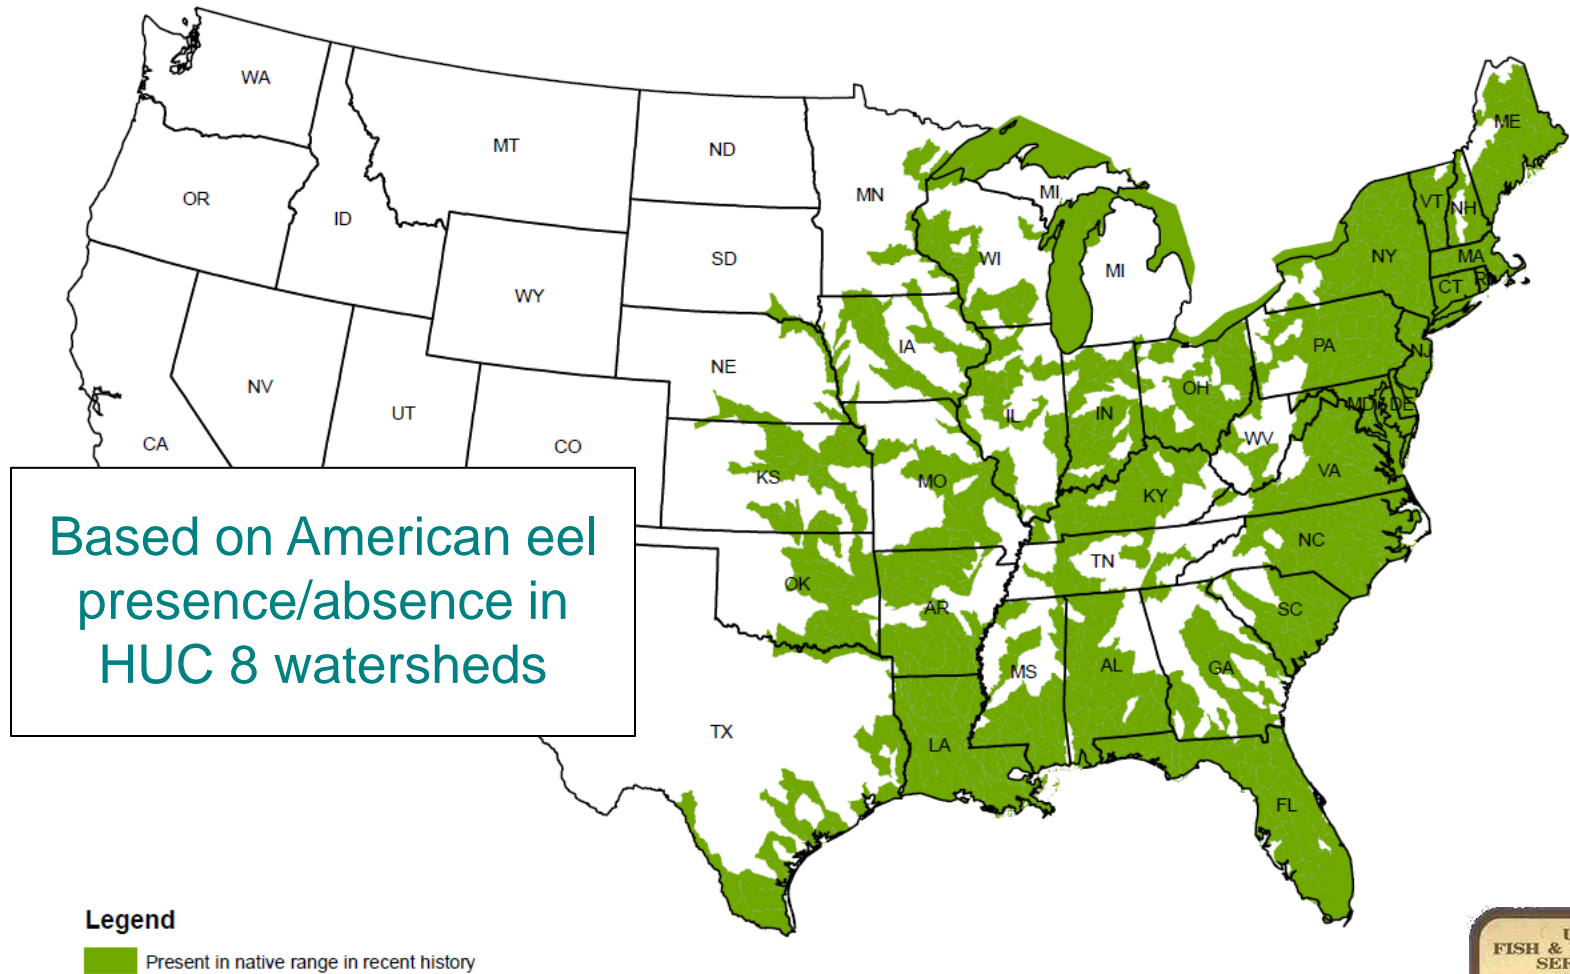 WA
MT
ND
ME
MN
MI
OR
ID
VT
NH
SD
WI
NY
MA
MI
CT
RI
WY
IA
PA
NJ
NE
OH
NV
UT
IL
IN
MD
DE
CA
CO
WV
KS
MO
VA
KY
NC
TN
OK
AR
SC
MS
AL
GA
TX
LA
FL
Based on American eel
presence/absence in
HUC 8 watersheds
Legend
Present in native range in recent history
FISH &